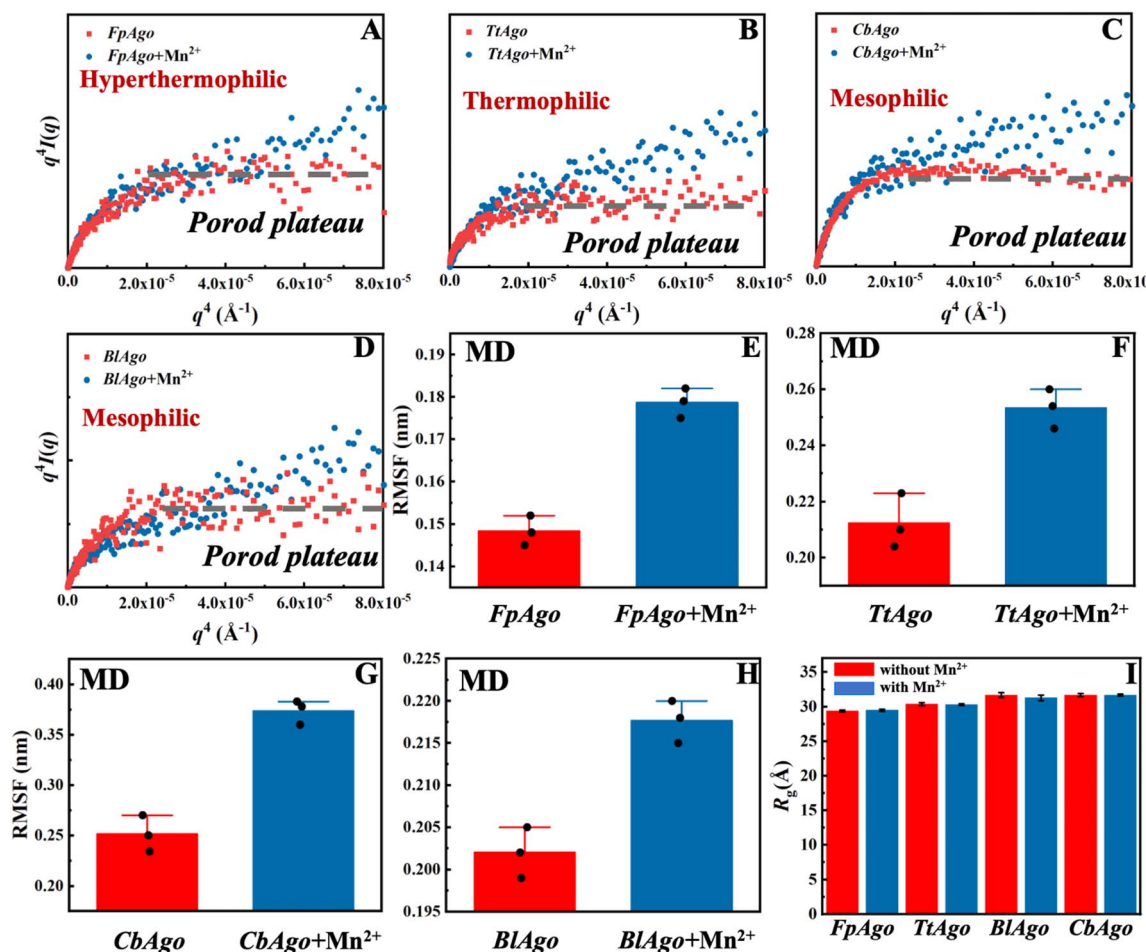 A
FpAgo
FpAgo+Mn²⁺
Hyperthermophilic
q⁴I(q)
Porod plateau
0.0 2.0x10⁻⁵ 4.0x10⁻⁵ 6.0x10⁻⁵ 8.0x10⁻⁵
q⁴ (Å⁻¹)
B
TtAgo
TtAgo+Mn²⁺
Thermophilic
Porod plateau
0.0 2.0x10⁻⁵ 4.0x10⁻⁵ 6.0x10⁻⁵ 8.0x10⁻⁵
q⁴ (Å⁻¹)
C
CbAgo
CbAgo+Mn²⁺
Mesophilic
Porod plateau
0.0 2.0x10⁻⁵ 4.0x10⁻⁵ 6.0x10⁻⁵ 8.0x10⁻
q⁴ (Å⁻¹)
D
BlAgo
BlAgo+Mn²⁺
Mesophilic
q⁴I(q)
Porod plateau
0.0 2.0x10⁻⁵ 4.0x10⁻⁵ 6.0x10⁻⁵ 8.0x10⁻⁵
q⁴ (Å⁻¹)
MD
E
RMSF (nm)
0.19
0.18
0.17
0.16
0.15
0.14
FpAgo FpAgo+Mn²⁺
MD
F
0.28
0.26
0.24
0.22
0.20
TtAgo TtAgo+Mn²⁺
MD
G
RMSF (nm)
0.40
0.35
0.30
0.25
0.20
CbAgo CbAgo+Mn²⁺
MD
H
0.225
0.220
0.215
0.210
0.205
0.200
0.195
BlAgo BlAgo+Mn²⁺
I
without Mn²⁺
with Mn²⁺
Rg(Å)
35
30
25
20
15
10
5
0
FpAgo TtAgo BlAgo CbAgo